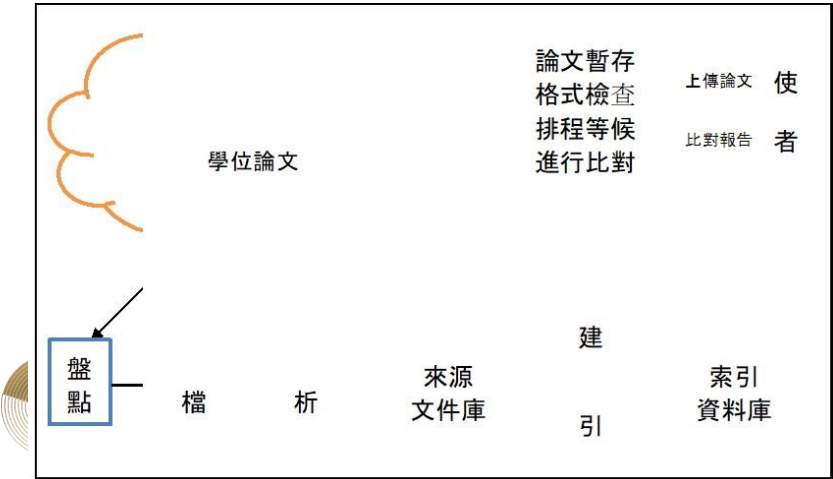 論文暫存
格式檢查
排程等候
進行比對
上傳論文
比對報告
使
者
學位論文
盤
點
檔
析
來源
文件庫
建
引
索引
資料庫